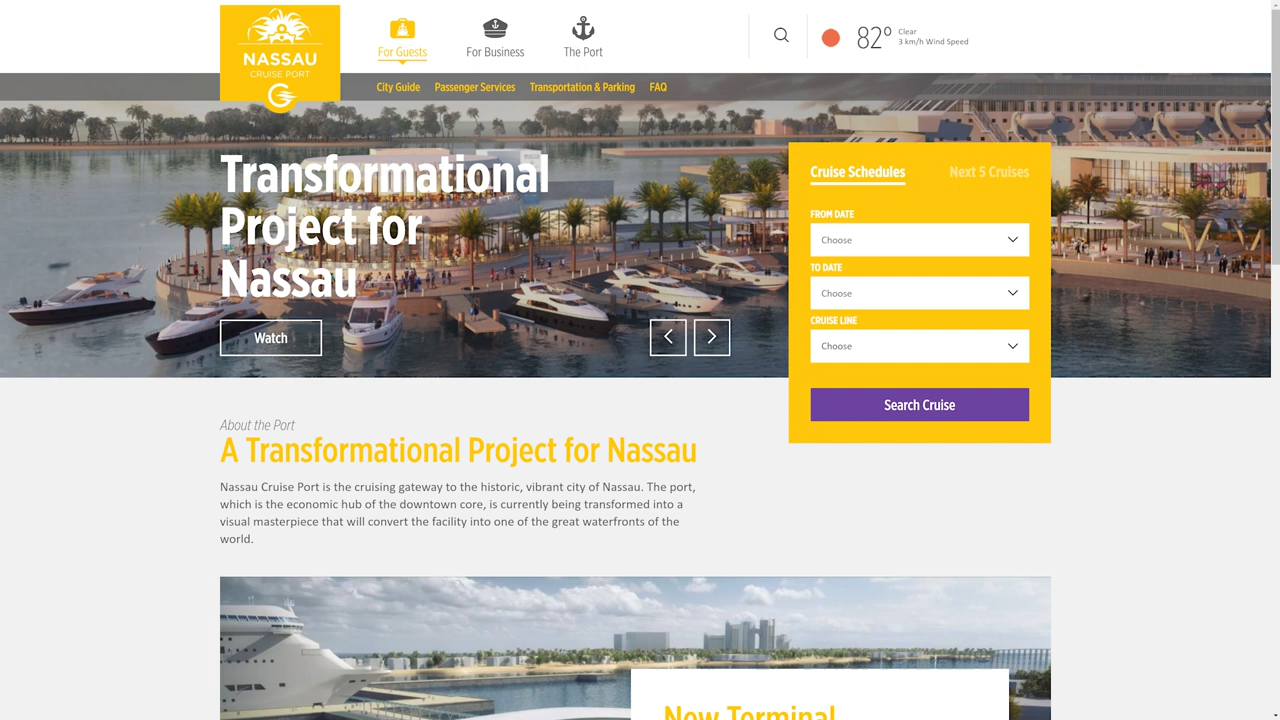 NASSAU
CRUISE PORT
For Guests
For Business
The Port
82°
Clear
3 km/h Wind Speed
City Guide
Passenger Services
Transportation & Parking
FAQ
Transformational
Project for
Nassau
Watch
Cruise Schedules
Next 5 Cruises
FROM DATE
Choose
TO DATE
Choose
CRUISE LINE
Choose
Search Cruise
About the Port
A Transformational Project for Nassau
Nassau Cruise Port is the cruising gateway to the historic, vibrant city of Nassau. The port,
which is the economic hub of the downtown core, is currently being transformed into a
visual masterpiece that will convert the facility into one of the great waterfronts of the
world.
New Terminal